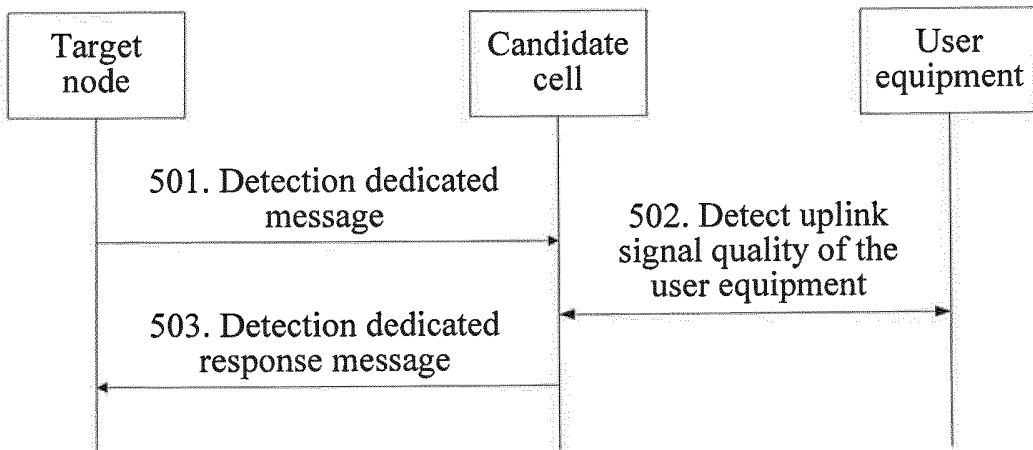 Target
node
Candidate
cell
User
equipment
501. Detection dedicated
message
502. Detect uplink
signal quality of the
user equipment
503. Detection dedicated
response message